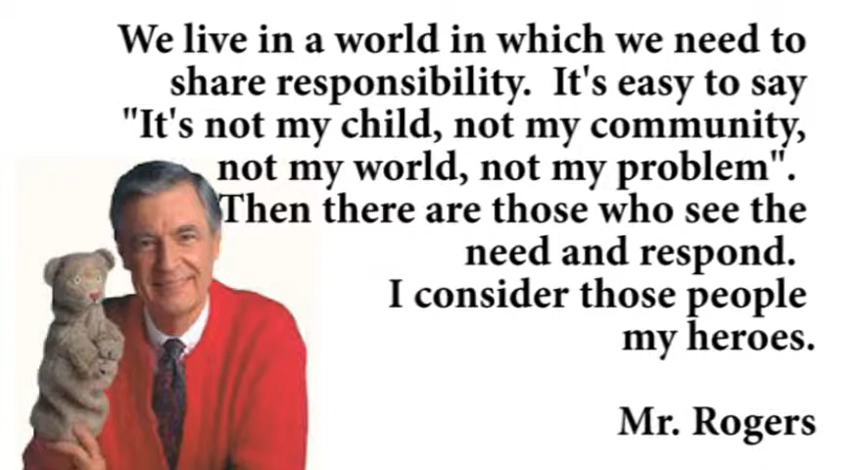 We live in a world in which we need to
share responsibility. It's easy to say
"It's not my child, not my community,
not my world, not my problem".
Then there are those who see the
need and respond.
I consider those people
my heroes.
Mr. Rogers